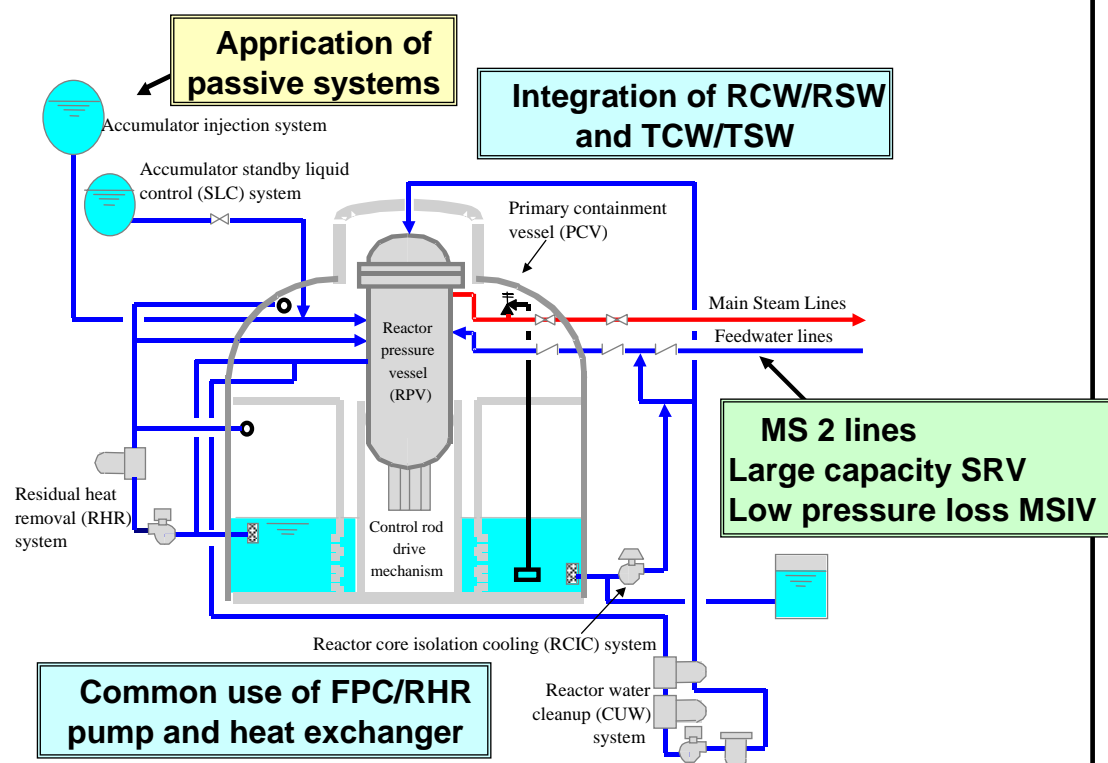 Apprication of
passive systems
Integration of RCW/RSW
and TCW/TSW
Accumulator injection system
Accumulator standby liquid
control (SLC) system
Primary containment
vessel (PCV)
Main Steam Lines
Reactor
pressure
vessel
(RPV)
Feedwater lines
MS 2 lines
Large capacity SRV
Low pressure loss MSIV
Residual heat
removal (RHR)
system
Control rod
drive
mechanism
Reactor core isolation cooling (RCIC) system
Common use of FPC/RHR
pump and heat exchanger
Reactor water
cleanup (CUW)
system